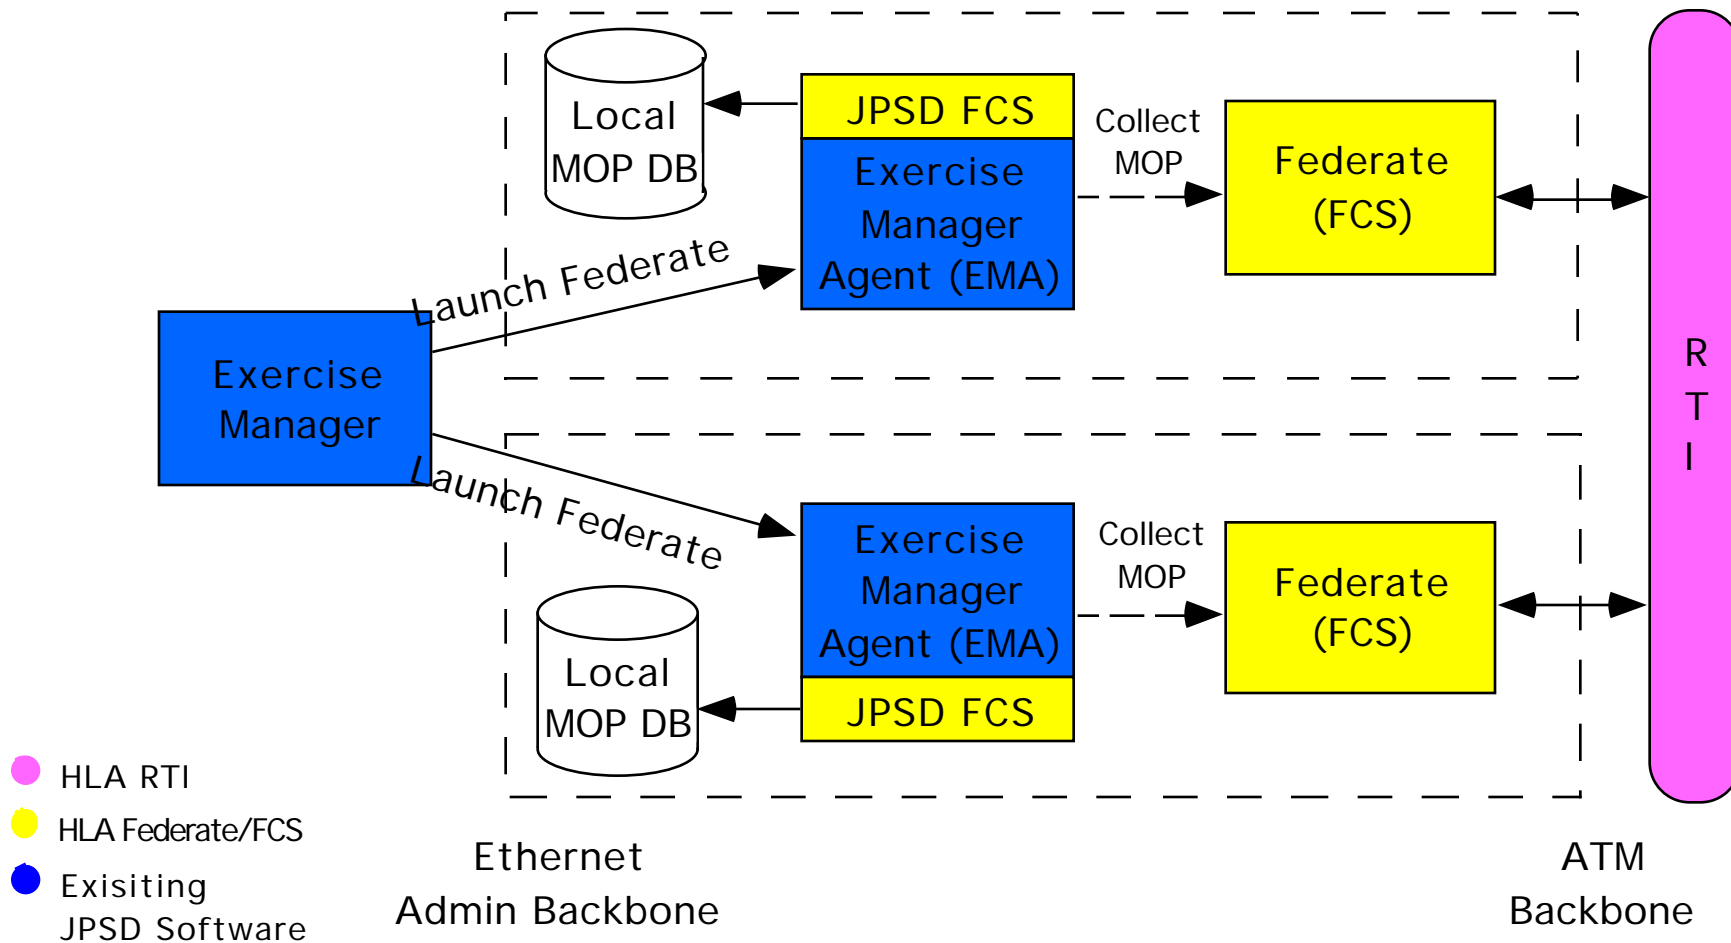 Local
MOP DB
JPSD FCS
Exercise
Manager
Agent (EMA)
Collect
MOP
Federate
(FCS)
Launch Federate
Exercise
Manager
R
T
I
Launch Federate
Exercise
Manager
Agent (EMA)
JPSD FCS
Collect
MOP
Federate
(FCS)
Local
MOP DB
HLA RTI
HLA Federate/FCS
Exisiting
JPSD Software
Ethernet
Admin Backbone
ATM
Backbone